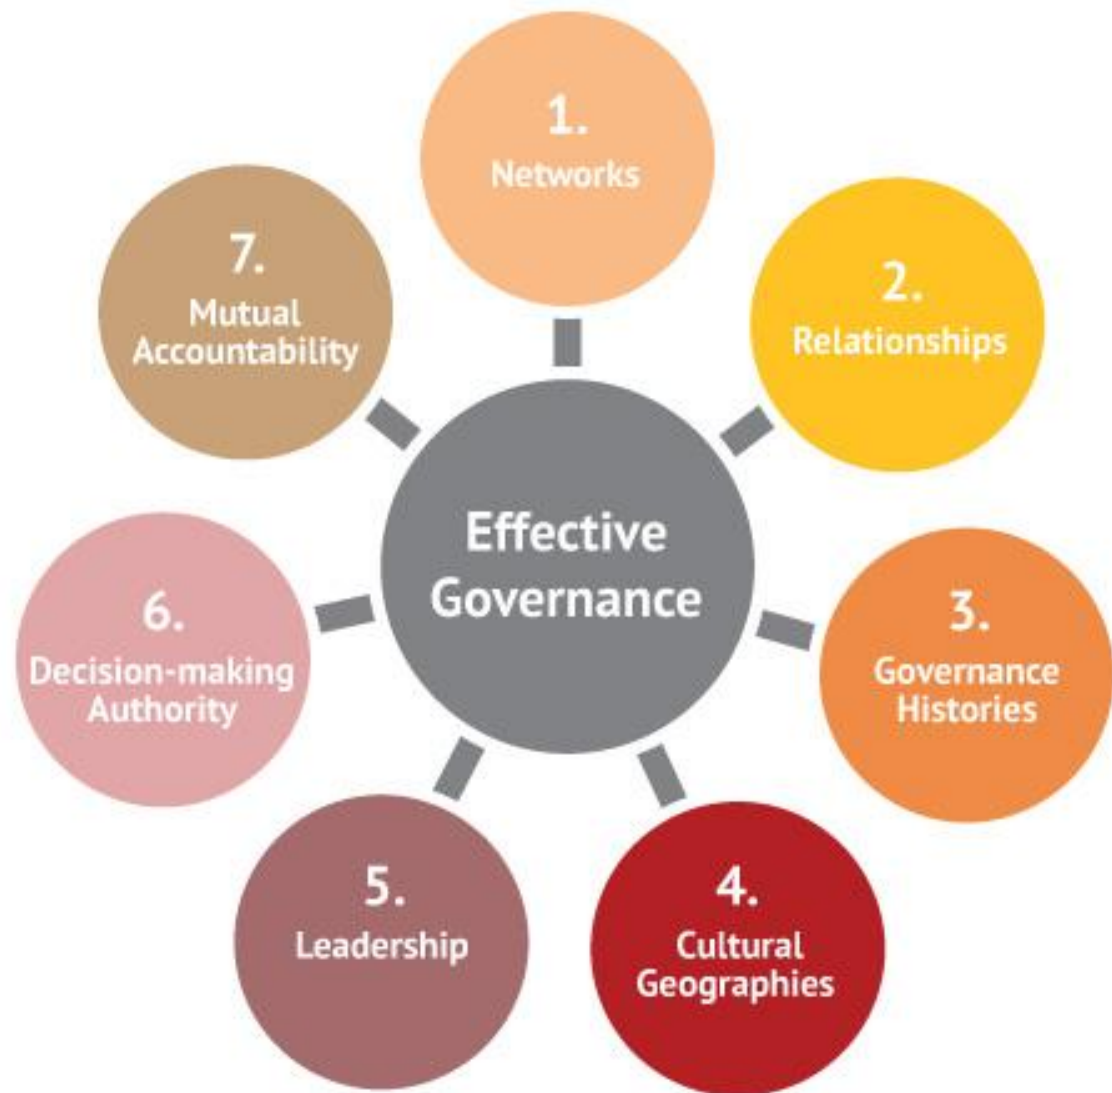 1.
Networks
2.
Relationships
3.
Governance
Histories
4.
Cultural
Geographies
5.
Leadership
6.
Decision-making
Authority
7.
Mutual
Accountability
Effective
Governance